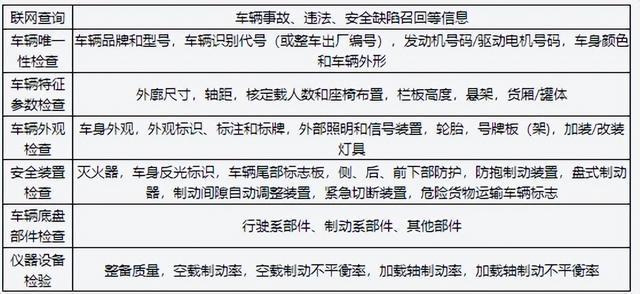 联网查询
车辆事故、违法、安全缺陷召回等信息
车辆唯一
性检查
车辆品牌和型号，车辆识别代号（或整车出厂编号），发动机号码/驱动电机号码，车身颜色
和车辆外形
车辆特征
参数检查
外廓尺寸，轴距，核定载人数和座椅布置，栏板高度，悬架，货厢/罐体
车辆外观
检查
车身外观，外观标识、标注和标牌，外部照明和信号装置，轮胎，号牌板（架），加装/改装
灯具
安全装置
检查
灭火器，车身反光标识，车辆尾部标志板，侧、后、前下部防护，防抱制动装置，盘式制动
器，制动间隙自动调整装置，紧急切断装置，危险货物运输车辆标志
车辆底盘
部件检查
行驶系部件、制动系部件、其他部件
仪器设备
检验
整备质量，空载制动率，空载制动不平衡率，加载轴制动率，加载轴制动不平衡率